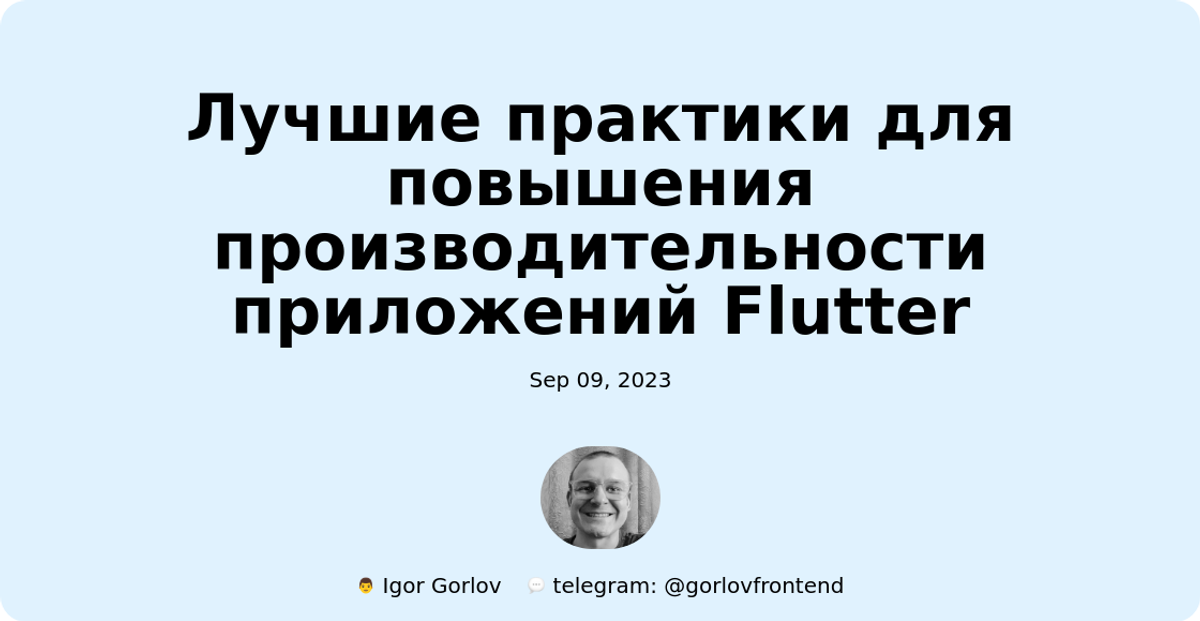 Лучшие практики для
повышения
производительности
приложений Flutter
Sep 09, 2023
👨 Igor Gorlov 💬 telegram: @gorlovfrontend